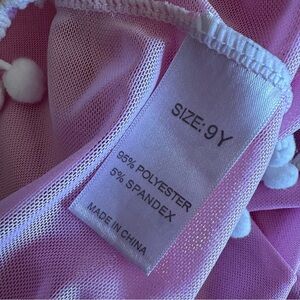 SIZE:9Y
95% POLYESTER
5% SPANDEX
MADE IN CHINA